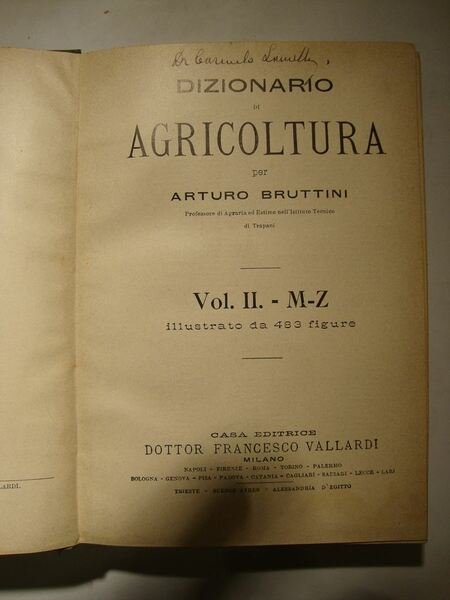 Dr Carmelo
DIZIONARIO
DI
AGRICOLTURA
per
ARTURO BRUTTINI
Professore di Agraria ed Estimo nell'Istituto Tecnico
di Trapani
Vol. II. - M-Z
illustrato da 483 figure
CASA EDITRICE
DOTTOR FRANCESCO VALLARDI
MILANO
NAPOLI - FIRENZE - ROMA - TORINO - PALERMO
BOLOGNA - GENOVA - PISA - PADOVA - CATANIA - CAGLIARI - SASSARI - LECCE - BARI
TRIESTE - BUENOS-AYRES - ALESSANDRIA D'EGITTO
LARDI.